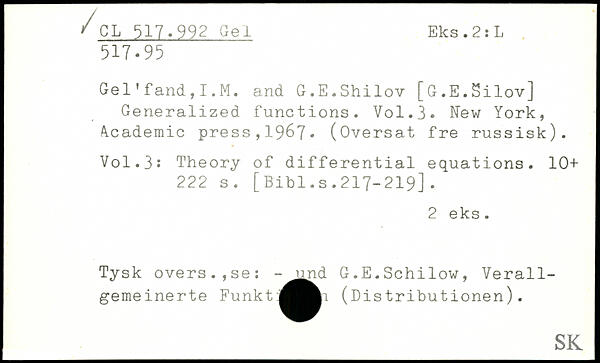 CL 517.992 Gel Eks.2:L
517.95
Gel'fand,I.M. and G.E.Shilov [G.E.Šilov]
Generalized functions. Vol.3. New York,
Academic press,1967. (Oversat fre russisk).
Vol.3: Theory of differential equations. 10+
222 s. [Bibl.s.217-219].
2 eks.
Tysk overs.,se: - und G.E.Schilow, Verall-
gemeinerte (Distributionen).
SK